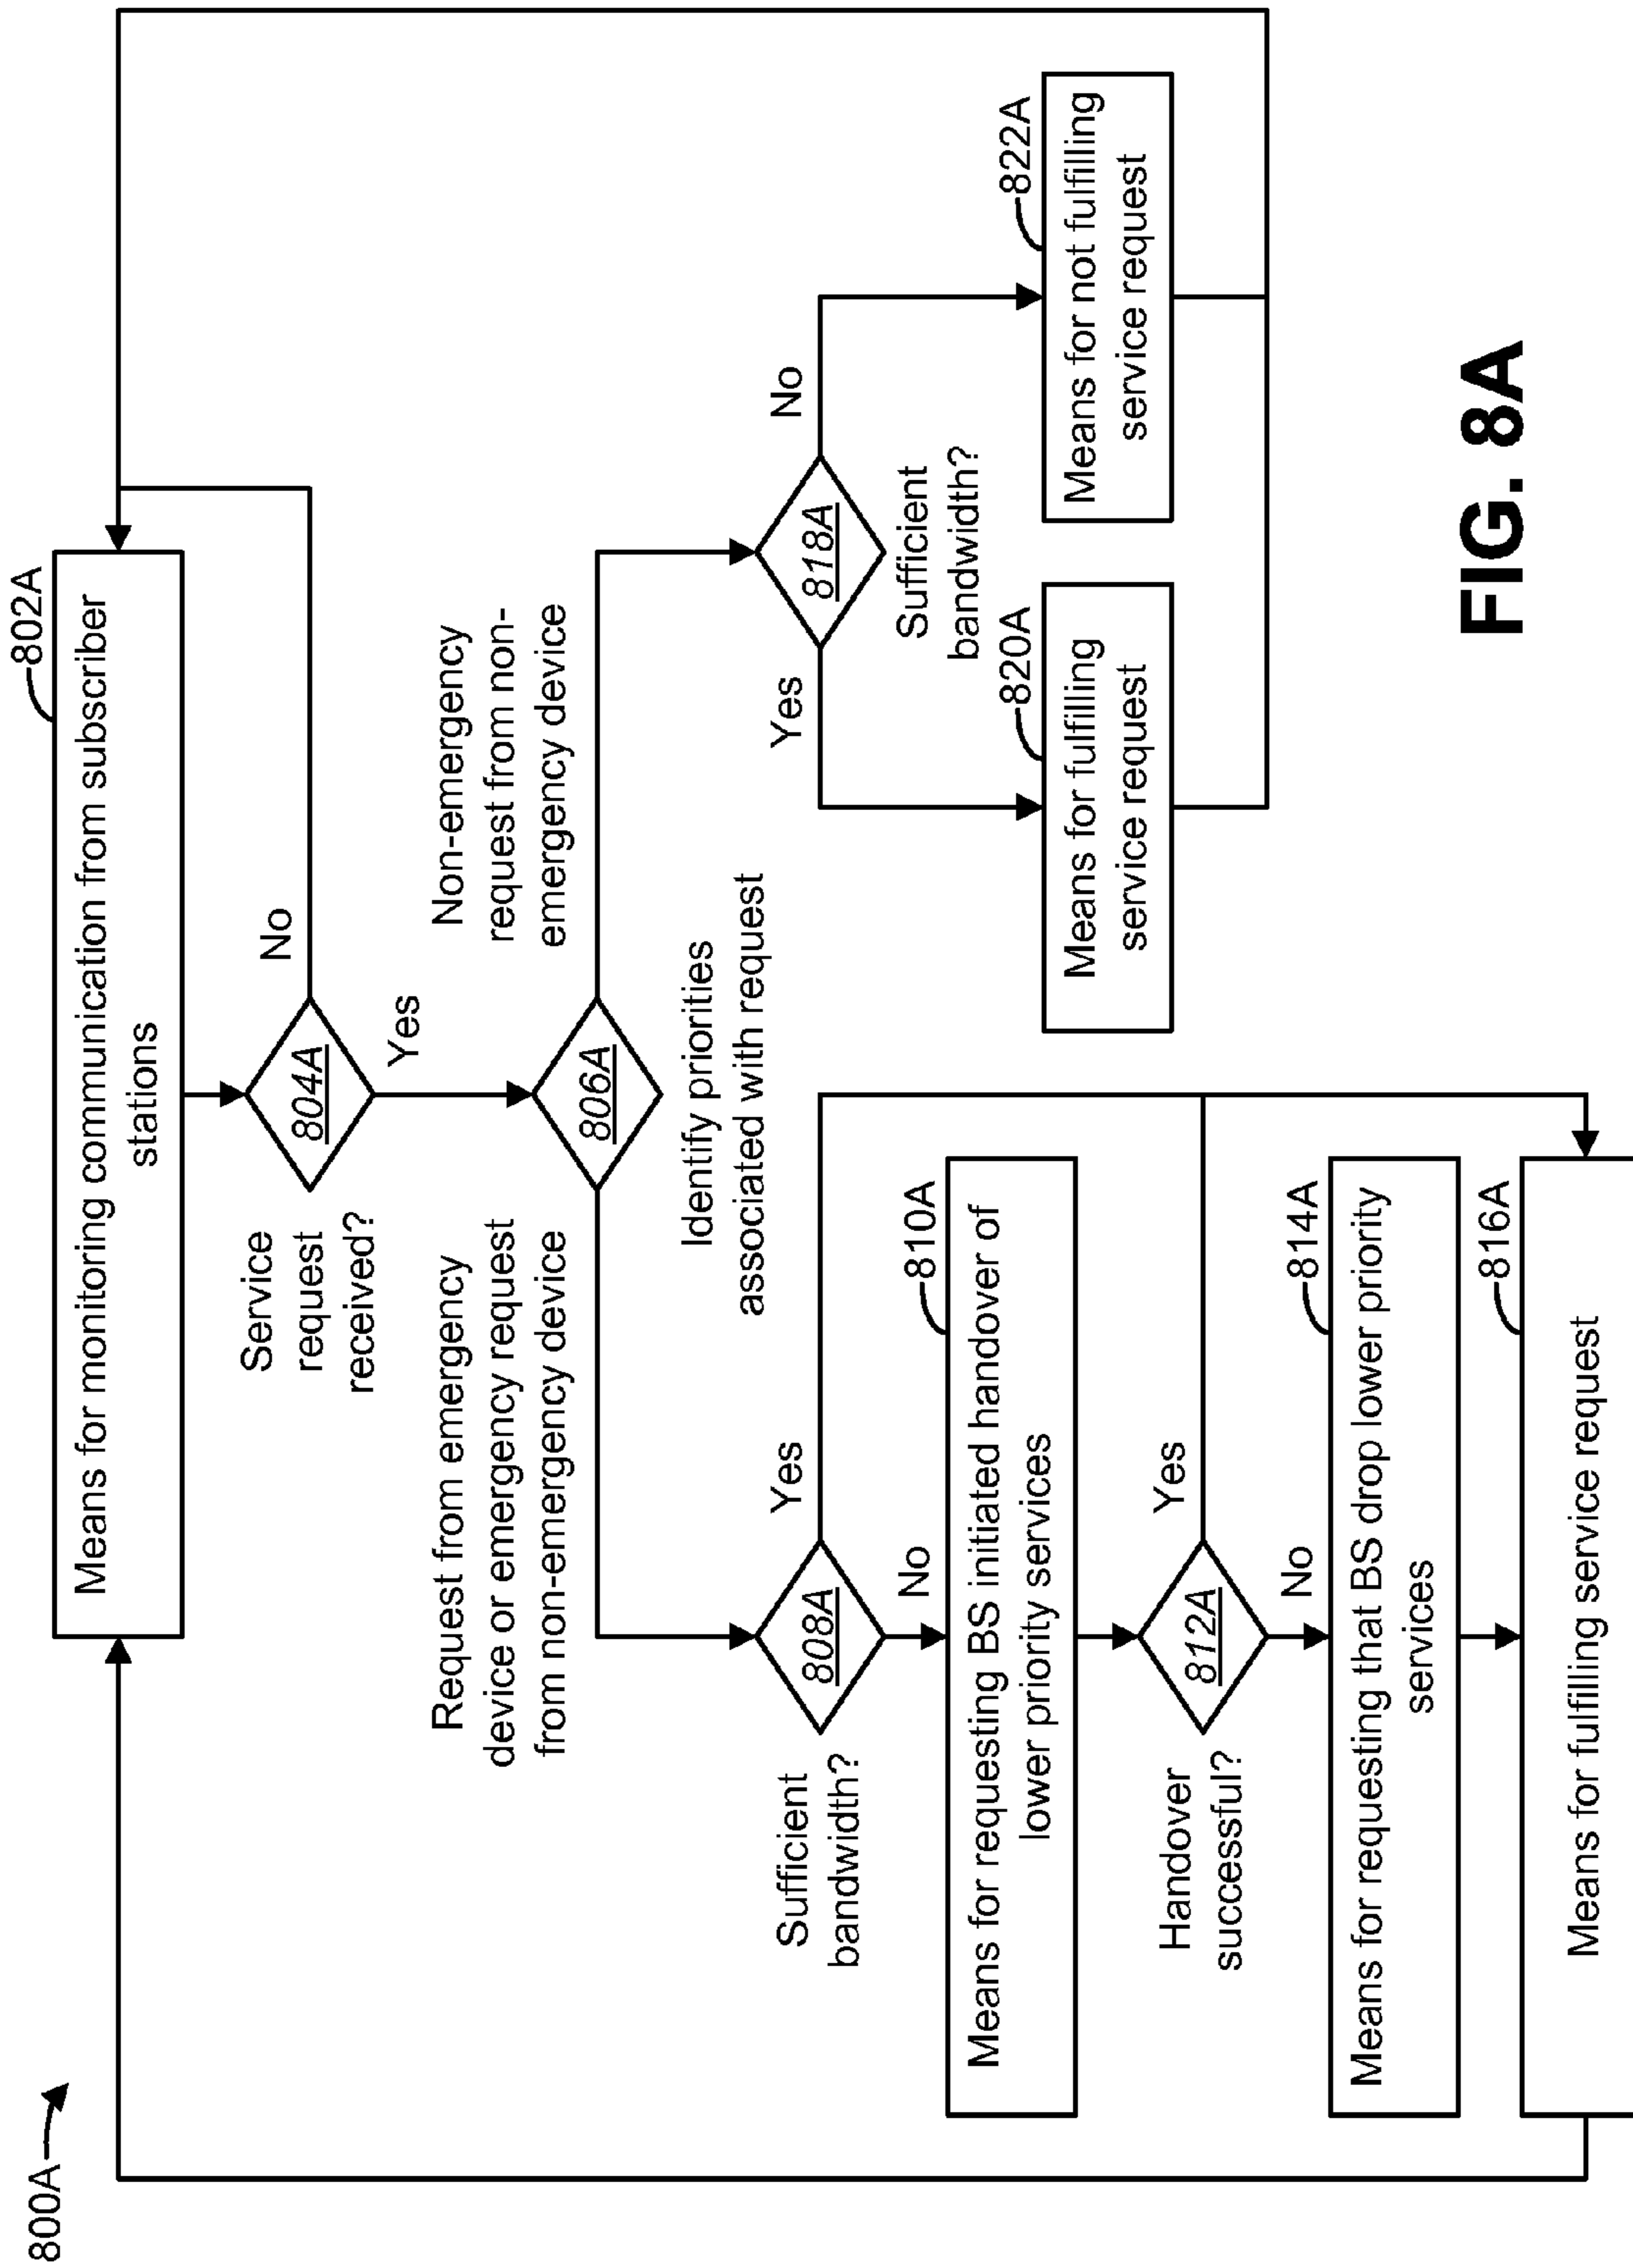 800A
802A
Means for monitoring communication from subscriber
stations
Service
request
received?
804A
No
Yes
Request from emergency
device or emergency request
from non-emergency device
806A
Non-emergency
request from non-
emergency device
Identify priorities
associated with request
Sufficient
bandwidth?
808A
Yes
No
810A
Means for requesting BS initiated handover of
lower priority services
Handover
successful?
812A
Yes
No
814A
Means for requesting that BS drop lower priority
services
816A
Means for fulfilling service request
818A
Yes
No
Sufficient
bandwidth?
820A
Means for fulfilling
service request
822A
Means for not fulfilling
service request
FIG. 8A